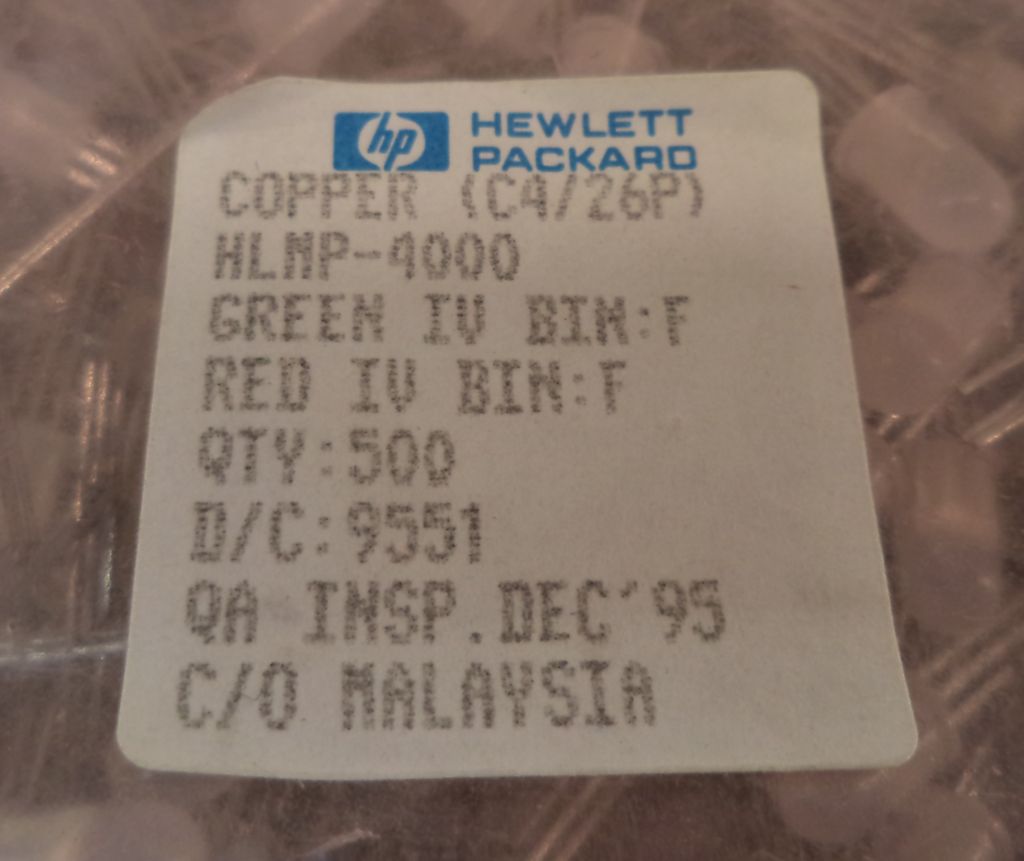 hp HEWLETT
PACKARD
COPPER (C4/26P)
HLMP-4000
GREEN IV BIN:F
RED IV BIN:F
QTY:500
D/C:9551
QA INSP.DEC'95
C/O MALAYSIA